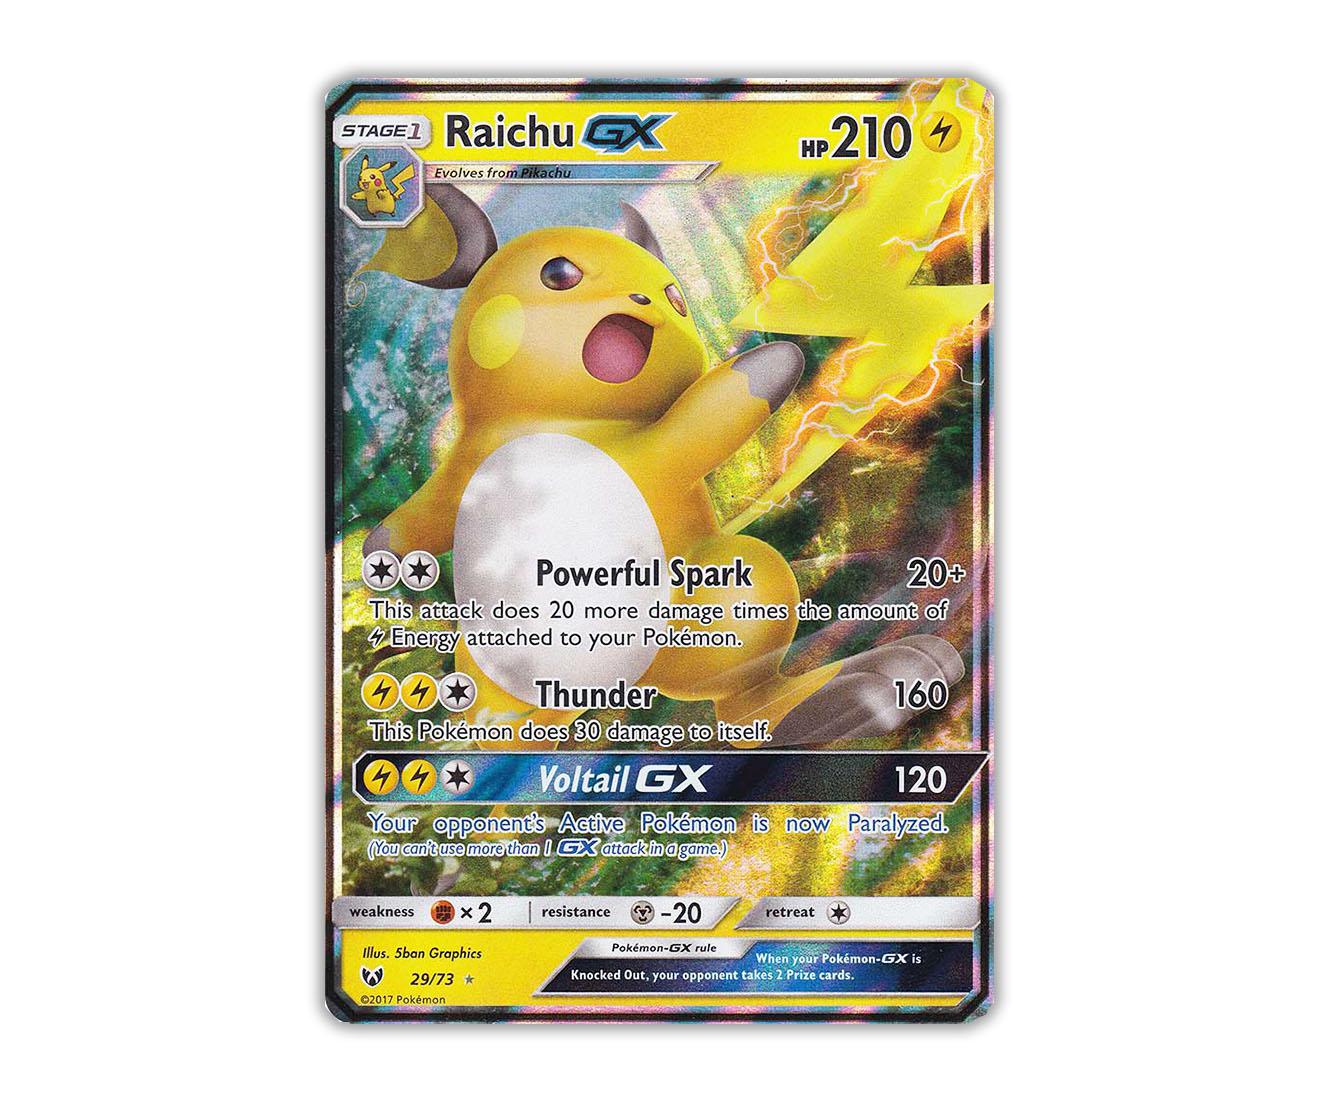 STAGE1 Raichu GX HP210
Evolves from Pikachu
Powerful Spark 20+
This attack does 20 more damage times the amount of
Energy attached to your Pokémon.
Thunder 160
This Pokémon does 30 damage to itself.
Voltail GX 120
Your opponent's Active Pokémon is now Paralyzed.
(You can't use more than 1 GX attack in a game.)
weakness ×2 resistance -20 retreat
Illus. 5ban Graphics
29/73
©2017 Pokémon
Pokémon-GX rule
When your Pokémon-GX is
Knocked Out, your opponent takes 2 Prize cards.